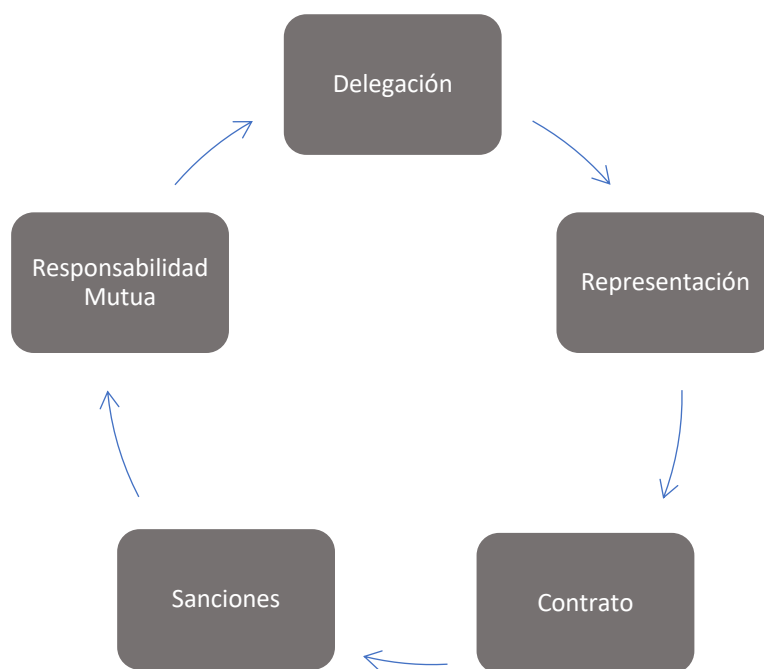 Delegación
Representación
Contrato
Sanciones
Responsabilidad
Mutua